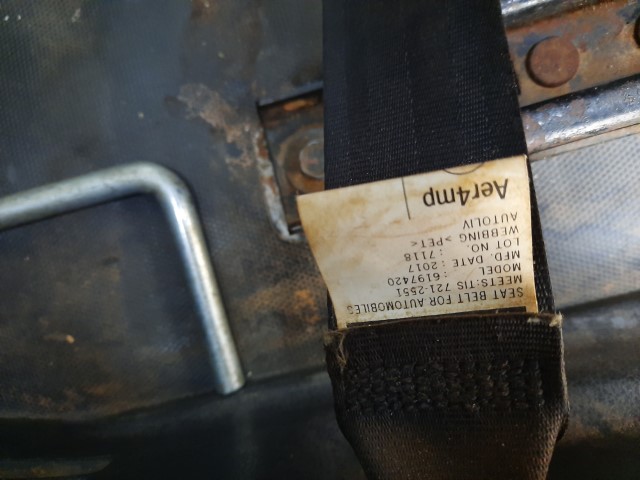 SEAT BELT FOR AUTOMOBILES
MEETS:TIS 721-2551
MODEL : 6197420
MFD. DATE : 2017
LOT NO. : 7118
WEBBING >PET<
AUTOLIV
Aer4mp